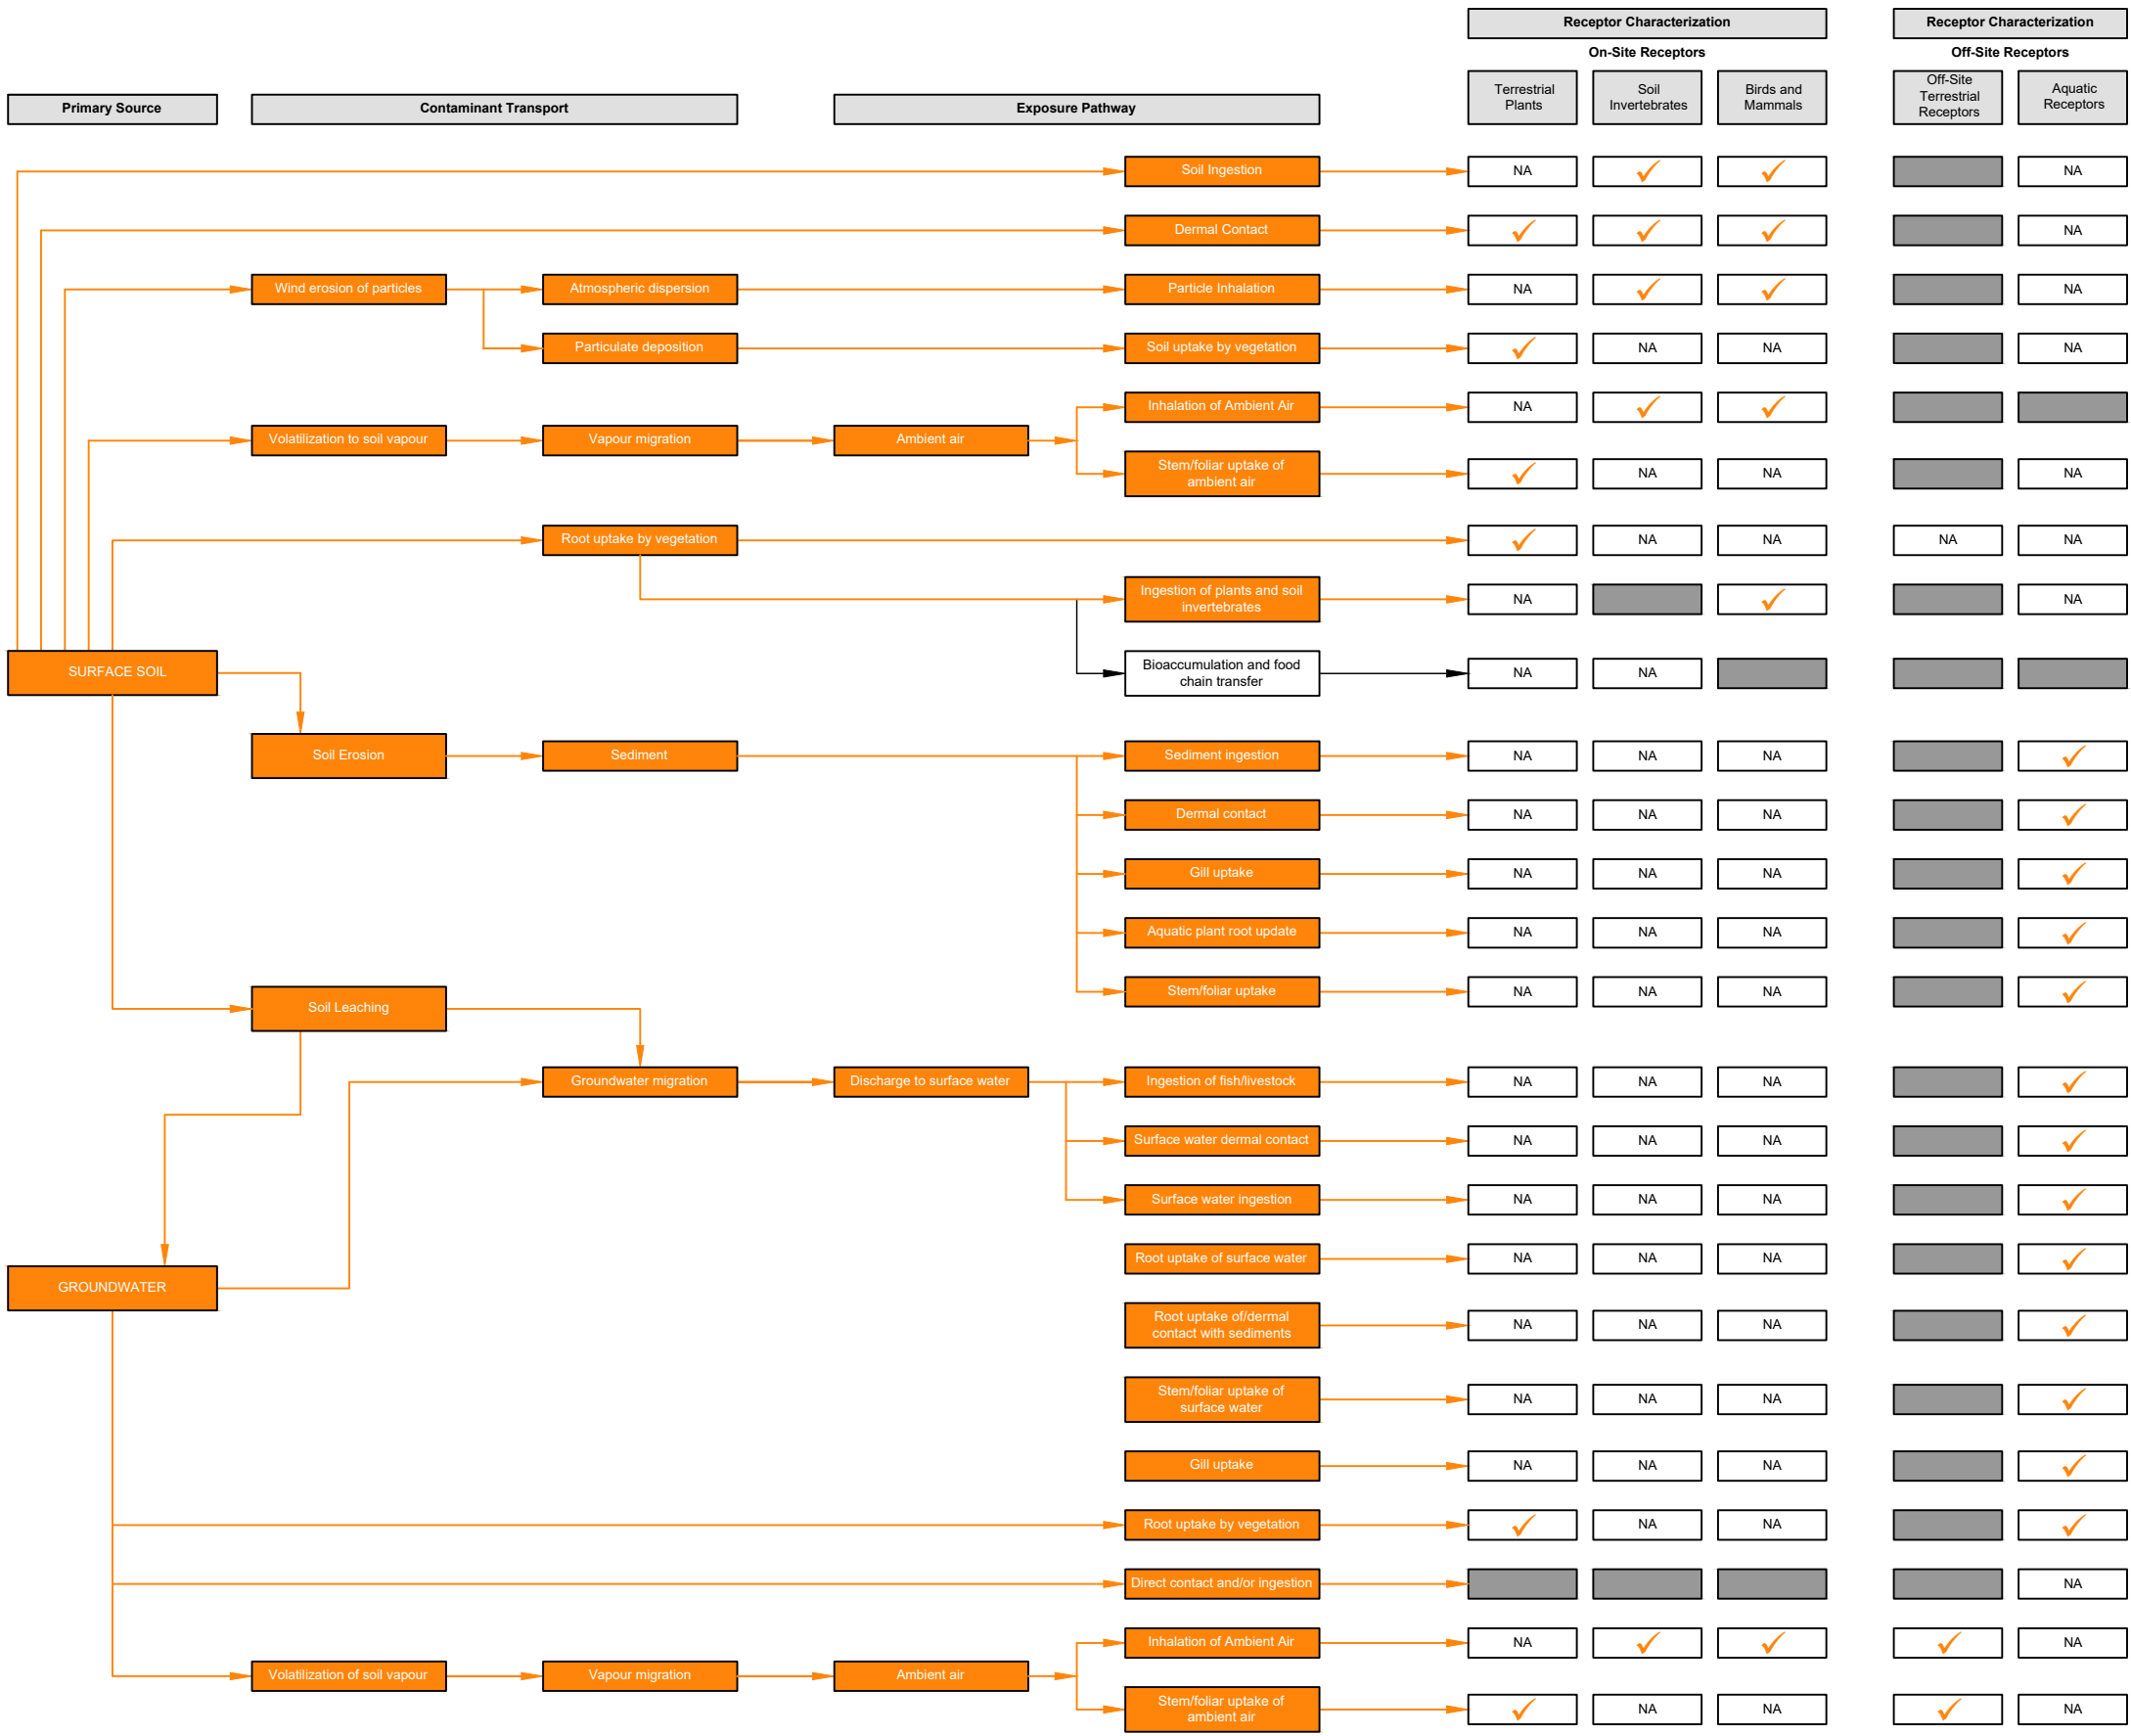 Receptor Characterization
Receptor Characterization
On-Site Receptors
Off-Site Receptors
Primary Source
Contaminant Transport
Exposure Pathway
Terrestrial
Plants
Soil
Invertebrates
Birds and
Mammals
Off-Site
Terrestrial
Receptors
Aquatic
Receptors
Soil Ingestion
NA
NA
Dermal Contact
NA
Wind erosion of particles
Atmospheric dispersion
Particle Inhalation
NA
NA
Particulate deposition
Soil uptake by vegetation
NA
NA
NA
Inhalation of Ambient Air
NA
Volatilization to soil vapour
Vapour migration
Ambient air
Stem/foliar uptake of
ambient air
NA
NA
NA
Root uptake by vegetation
NA
NA
NA
NA
Ingestion of plants and soil
invertebrates
NA
NA
SURFACE SOIL
Bioaccumulation and food
chain transfer
NA
NA
Soil Erosion
Sediment
Sediment ingestion
NA
NA
NA
Dermal contact
NA
NA
NA
Gill uptake
NA
NA
NA
Aquatic plant root update
NA
NA
NA
Stem/foliar uptake
NA
NA
NA
Soil Leaching
Groundwater migration
Discharge to surface water
Ingestion of fish/livestock
NA
NA
NA
Surface water dermal contact
NA
NA
NA
Surface water ingestion
NA
NA
NA
Root uptake of surface water
NA
NA
NA
GROUNDWATER
Root uptake of/dermal
contact with sediments
NA
NA
NA
Stem/foliar uptake of
surface water
NA
NA
NA
Gill uptake
NA
NA
NA
Root uptake by vegetation
NA
NA
Direct contact and/or ingestion
NA
Inhalation of Ambient Air
NA
NA
Volatilization of soil vapour
Vapour migration
Ambient air
Stem/foliar uptake of
ambient air
NA
NA
NA